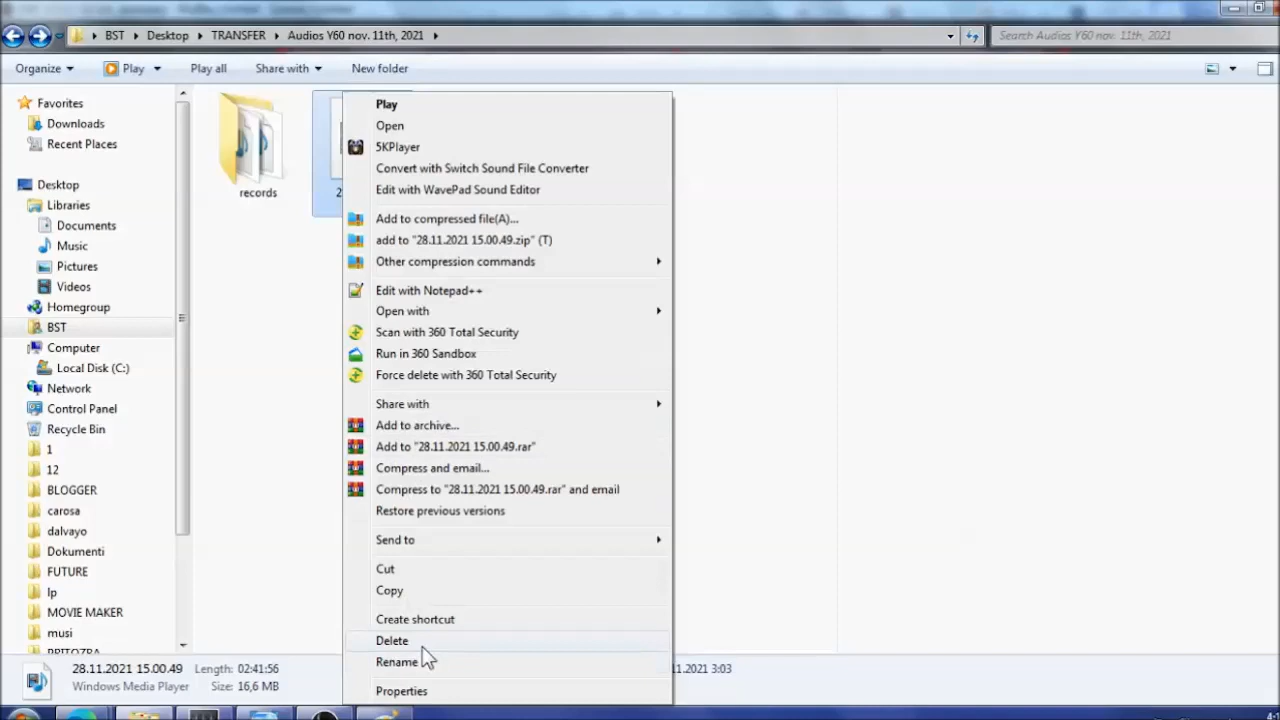 BST
Desktop
TRANSFER
Audios Y60 nov. 11th, 2021
Search Audios Y60 nov. 11th, 2021
Organize
Play
Play all
Share with
New folder
Favorites
Downloads
Recent Places
Desktop
Libraries
Documents
Music
Pictures
Videos
Homegroup
BST
Computer
Local Disk (C:)
Network
Control Panel
Recycle Bin
1
12
BLOGGER
carosa
dalvayo
Dokumenti
FUTURE
lp
MOVIE MAKER
musi
PRITOZBA
records
2
Play
Open
5KPlayer
Convert with Switch Sound File Converter
Edit with WavePad Sound Editor
Add to compressed file(A)...
add to "28.11.2021 15.00.49.zip" (T)
Other compression commands
Edit with Notepad++
Open with
Scan with 360 Total Security
Run in 360 Sandbox
Force delete with 360 Total Security
Share with
Add to archive...
Add to "28.11.2021 15.00.49.rar"
Compress and email...
Compress to "28.11.2021 15.00.49.rar" and email
Restore previous versions
Send to
Cut
Copy
Create shortcut
Delete
Rename
Properties
28.11.2021 15.00.49
Length: 02:41:56
11.2021 3:03
Windows Media Player
Size: 16,6 MB